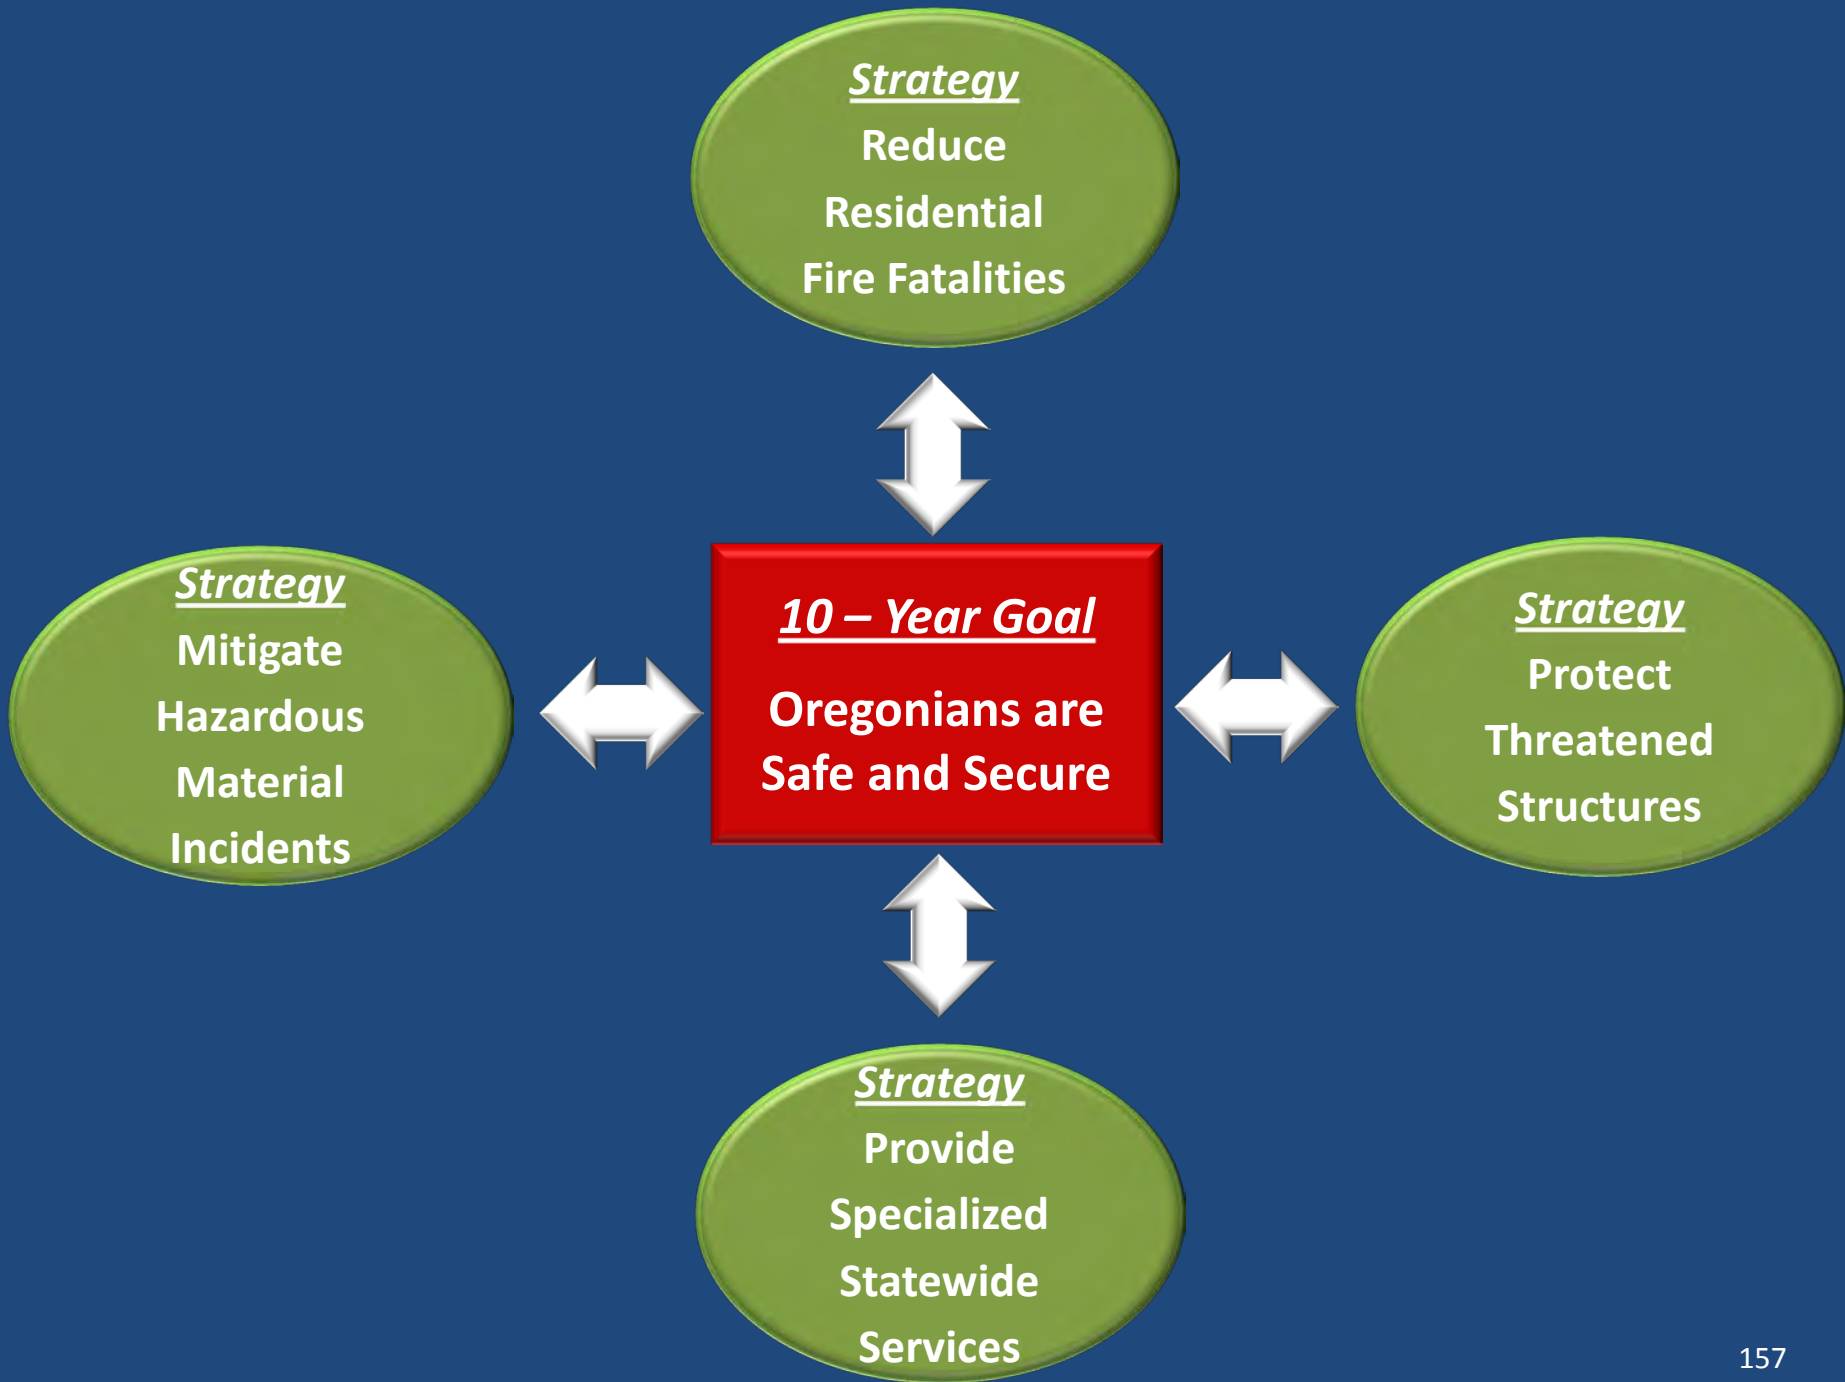 Strategy
Reduce
Residential
Fire Fatalities
Strategy
Mitigate
Hazardous
Material
Incidents
10 – Year Goal
Oregonians are
Safe and Secure
Strategy
Protect
Threatened
Structures
Strategy
Provide
Specialized
Statewide
Services
157